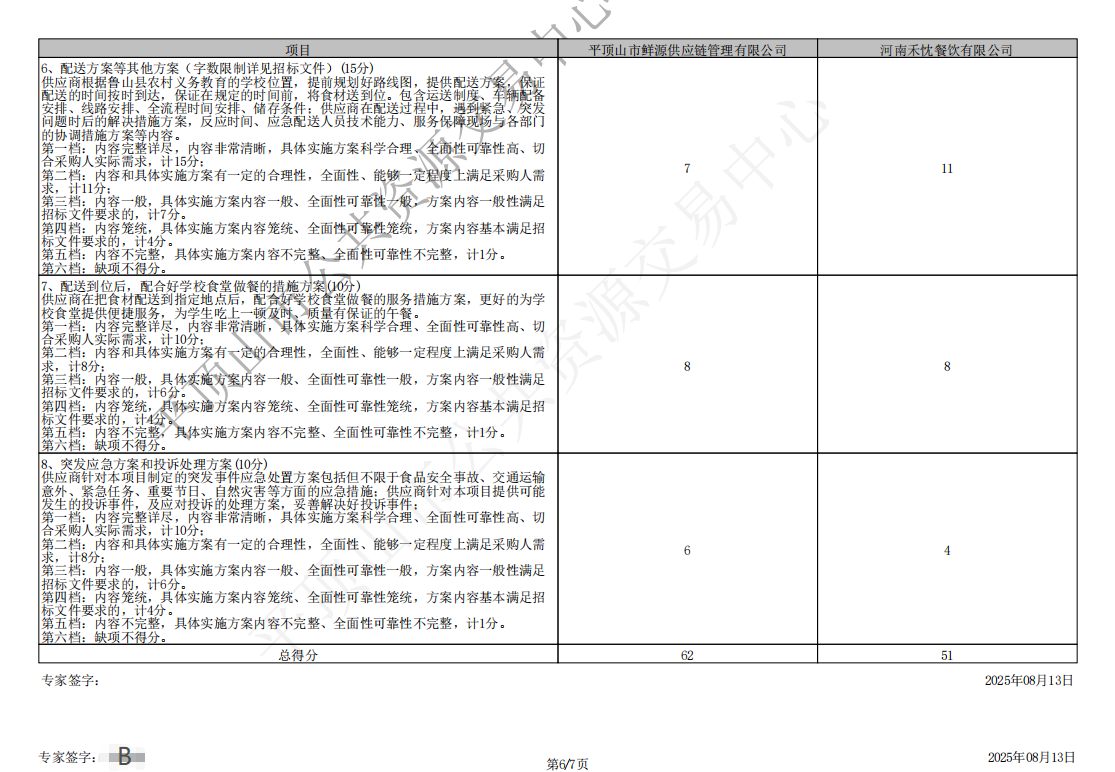 项目 平顶山市鲜源供应链管理有限公司 河南禾忱餐饮有限公司
6、配送方案等其他方案（字数限制详见招标文件）(15分)
供应商根据鲁山县农村义务教育的学校位置，提前规划好路线图，提供配送方案，保证
配送的时间按时到达，保证在规定的时间前，将食材送到位。包含运送制度、车辆配备
安排、线路安排、全流程时间安排、储存条件；供应商在配送过程中，遇到紧急、突发
问题时后的解决措施方案，反应时间、应急配送人员技术能力、服务保障现场与各部门
的协调措施方案等内容。
第一档：内容完整详尽，内容非常清晰，具体实施方案科学合理、全面性可靠性高、切
合采购人实际需求，计15分；
第二档：内容和具体实施方案有一定的合理性，全面性、能够一定程度上满足采购人需
求，计11分；
第三档：内容一般，具体实施方案内容一般、全面性可靠性一般，方案内容一般性满足
招标文件要求的，计7分。
第四档：内容笼统，具体实施方案内容笼统、全面性可靠性笼统，方案内容基本满足招
标文件要求的，计4分。
第五档：内容不完整，具体实施方案内容不完整、全面性可靠性不完整，计1分。
第六档：缺项不得分。
7 11
7、配送到位后，配合好学校食堂做餐的措施方案(10分)
供应商在把食材配送到指定地点后，配合好学校食堂做餐的服务措施方案，更好的为学
校食堂提供便捷服务，为学生吃上一顿及时、质量有保证的午餐。
第一档：内容完整详尽，内容非常清晰，具体实施方案科学合理、全面性可靠性高、切
合采购人实际需求，计10分；
第二档：内容和具体实施方案有一定的合理性，全面性、能够一定程度上满足采购人需
求，计8分；
第三档：内容一般，具体实施方案内容一般、全面性可靠性一般，方案内容一般性满足
招标文件要求的，计6分。
第四档：内容笼统，具体实施方案内容笼统、全面性可靠性笼统，方案内容基本满足招
标文件要求的，计4分。
第五档：内容不完整，具体实施方案内容不完整、全面性可靠性不完整，计1分。
第六档：缺项不得分。
8 8
8、突发应急方案和投诉处理方案(10分)
供应商针对本项目制定的突发事件应急处置方案包括但不限于食品安全事故、交通运输
意外、紧急任务、重要节日、自然灾害等方面的应急措施；供应商针对本项目提供可能
发生的投诉事件，及应对投诉的处理方案，妥善解决好投诉事件；
第一档：内容完整详尽，内容非常清晰，具体实施方案科学合理、全面性可靠性高、切
合采购人实际需求，计10分；
第二档：内容和具体实施方案有一定的合理性，全面性、能够一定程度上满足采购人需
求，计8分；
第三档：内容一般，具体实施方案内容一般、全面性可靠性一般，方案内容一般性满足
招标文件要求的，计6分。
第四档：内容笼统，具体实施方案内容笼统、全面性可靠性笼统，方案内容基本满足招
标文件要求的，计4分。
第五档：内容不完整，具体实施方案内容不完整、全面性可靠性不完整，计1分。
第六档：缺项不得分。
6 4
总得分 62 51
专家签字： 2025年08月13日
专家签字： B 2025年08月13日
第6/7页
平顶山市公共资源交易中心
平顶山市公共资源交易中心